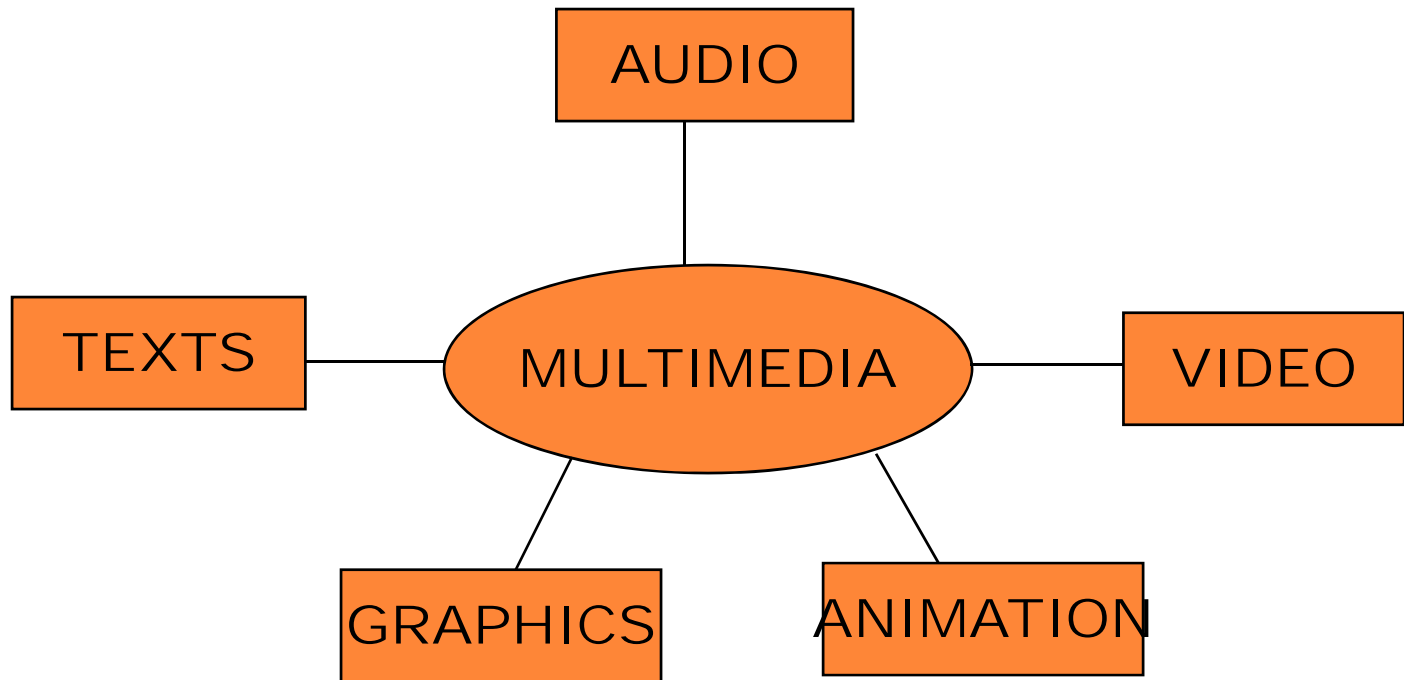 AUDIO
TEXTS
MULTIMEDIA
VIDEO
GRAPHICS
ANIMATION